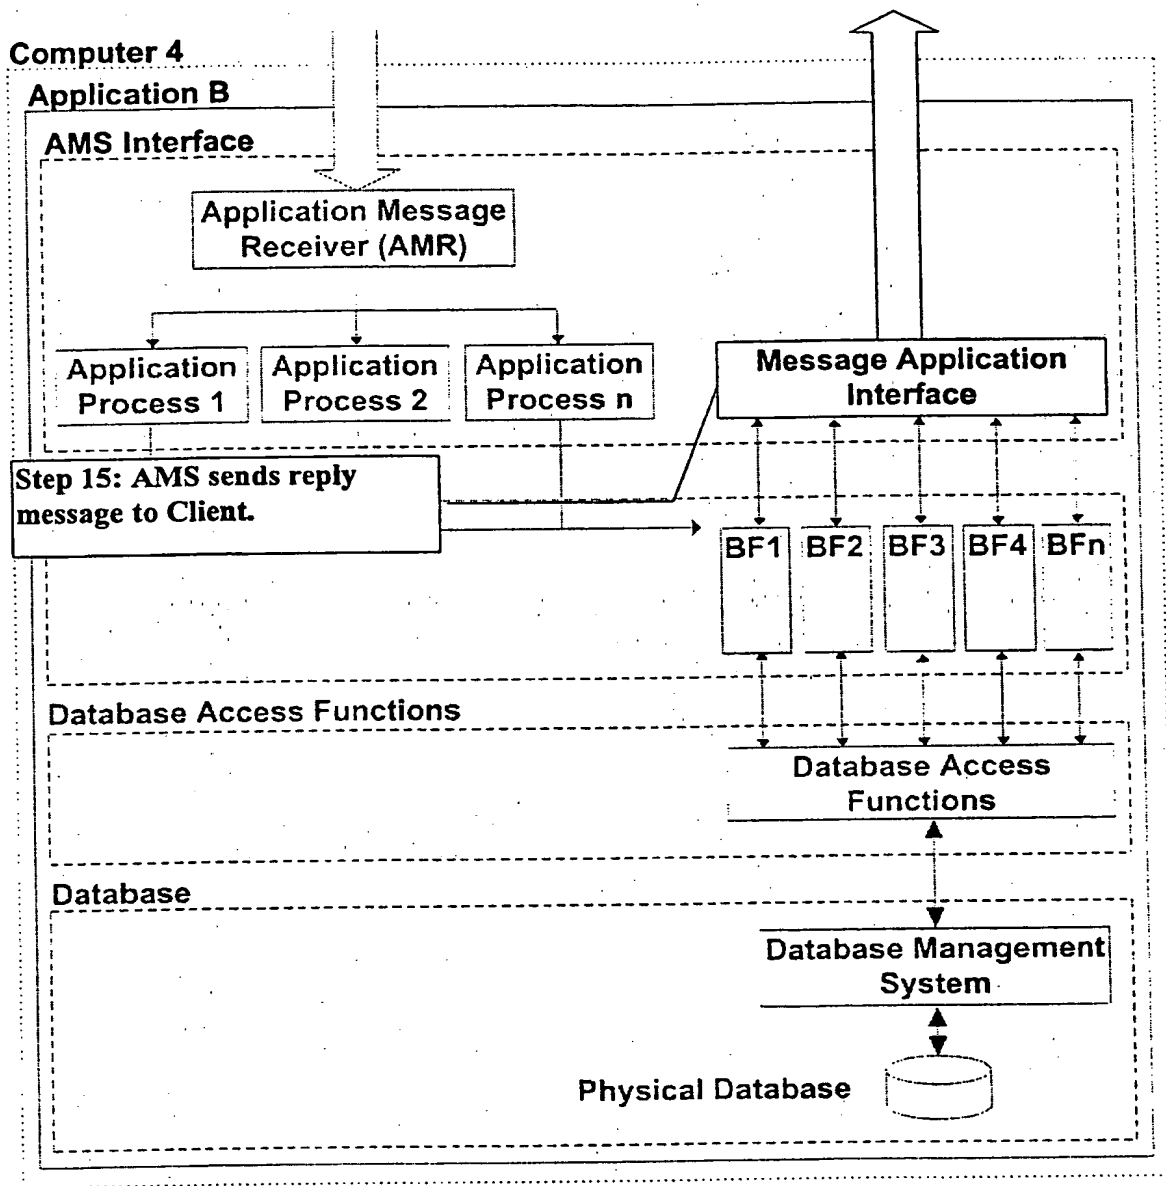 Computer 4
Application B
AMS Interface
Application Message
Receiver (AMR)
Application
Process 1
Application
Process 2
Application
Process n
Message Application
Interface
Step 15: AMS sends reply
message to Client.
BF1
BF2
BF3
BF4
BFn
Database Access Functions
Database Access
Functions
Database
Database Management
System
Physical Database